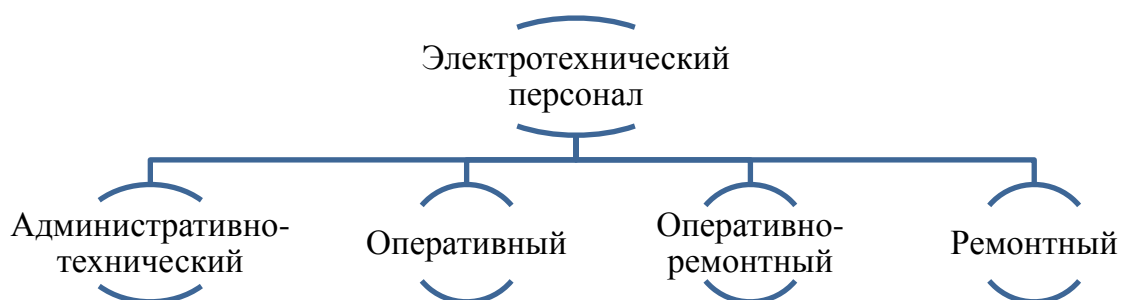 Электротехнический
персонал
Административно-
технический
Оперативный
Оперативно-
ремонтный
Ремонтный